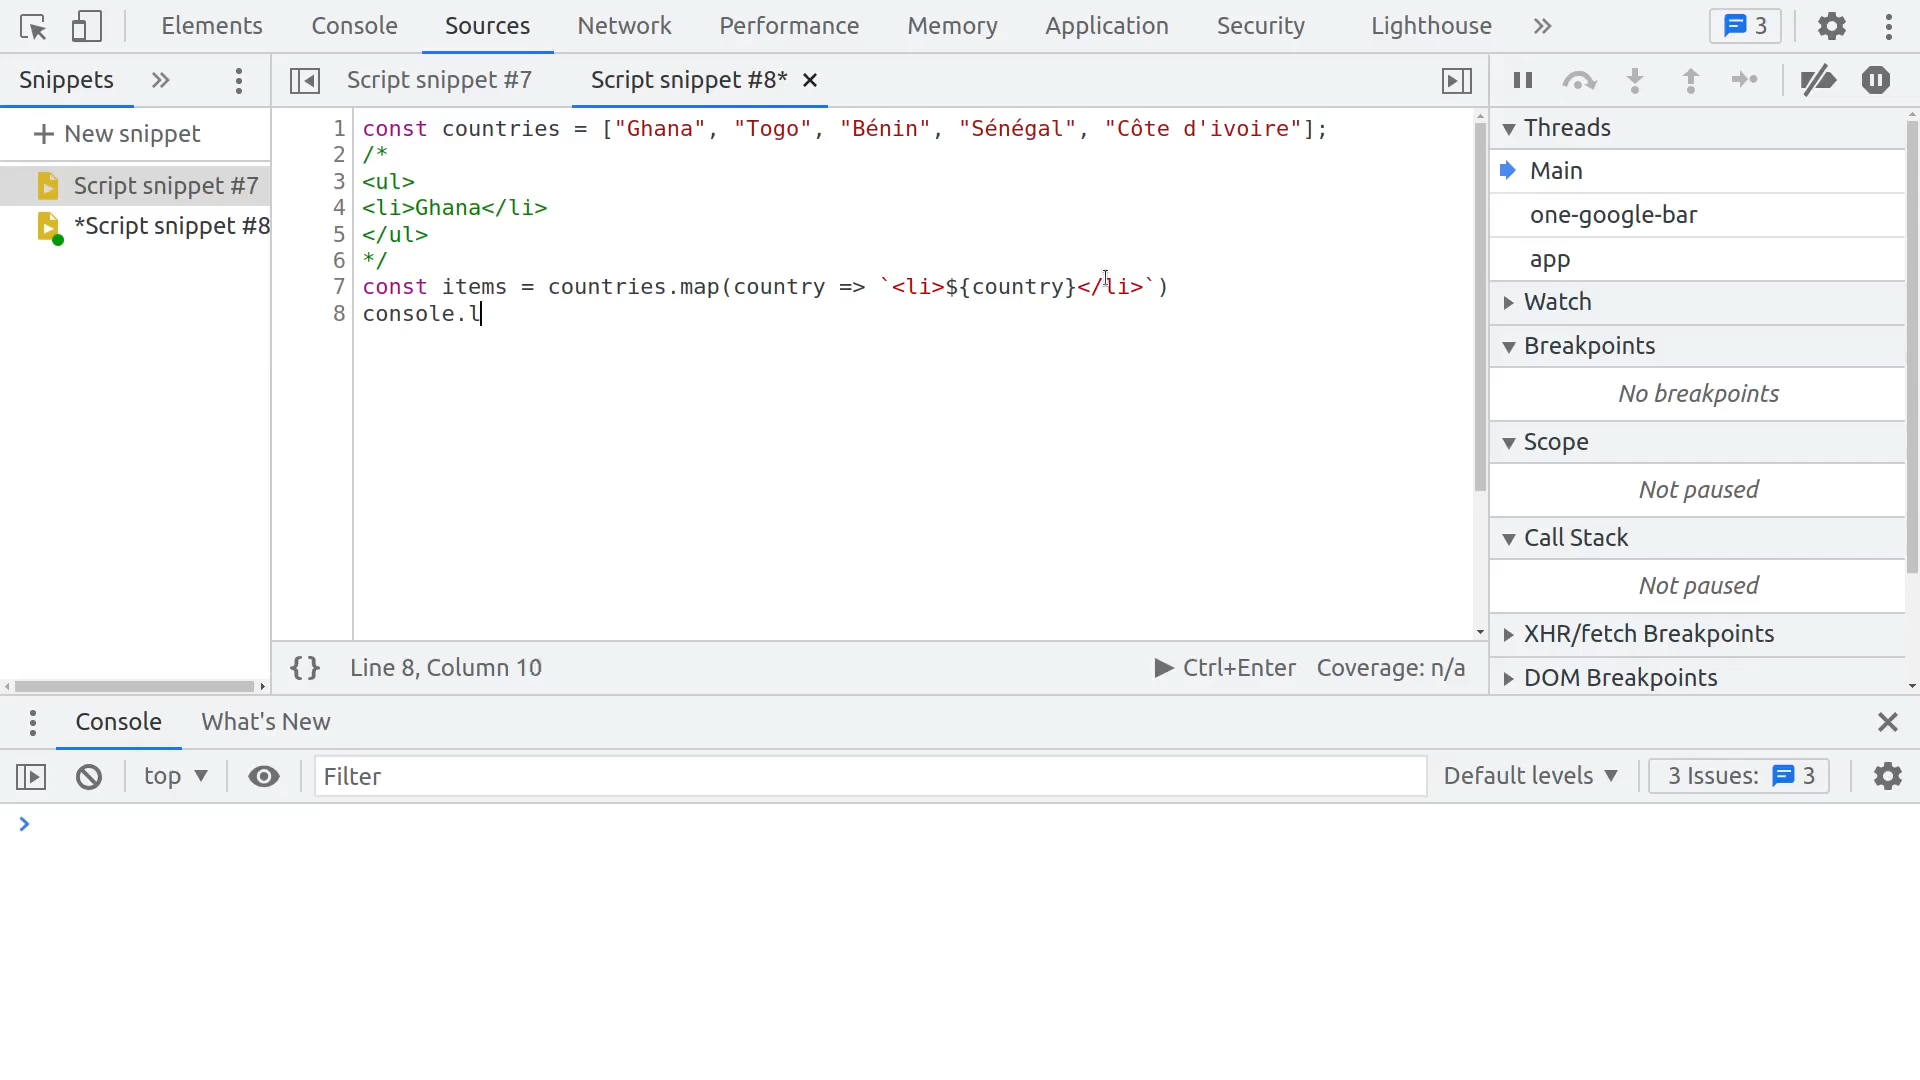 Elements Console Sources Network Performance Memory Application Security Lighthouse 3
Snippets Script snippet #7 Script snippet #8*
New snippet
Script snippet #7
*Script snippet #8
1 const countries = ["Ghana", "Togo", "Bénin", "Sénégal", "Côte d'ivoire"];
2 /*
3 <ul>
4 <li>Ghana</li>
5 </ul>
6 */
7 const items = countries.map(country => `<li>${country}</li>`)
8 console.l
{} Line 8, Column 10 Ctrl+Enter Coverage: n/a
Threads
Main
one-google-bar
app
Watch
Breakpoints
No breakpoints
Scope
Not paused
Call Stack
Not paused
XHR/fetch Breakpoints
DOM Breakpoints
Console What's New
top Filter Default levels 3 Issues: 3